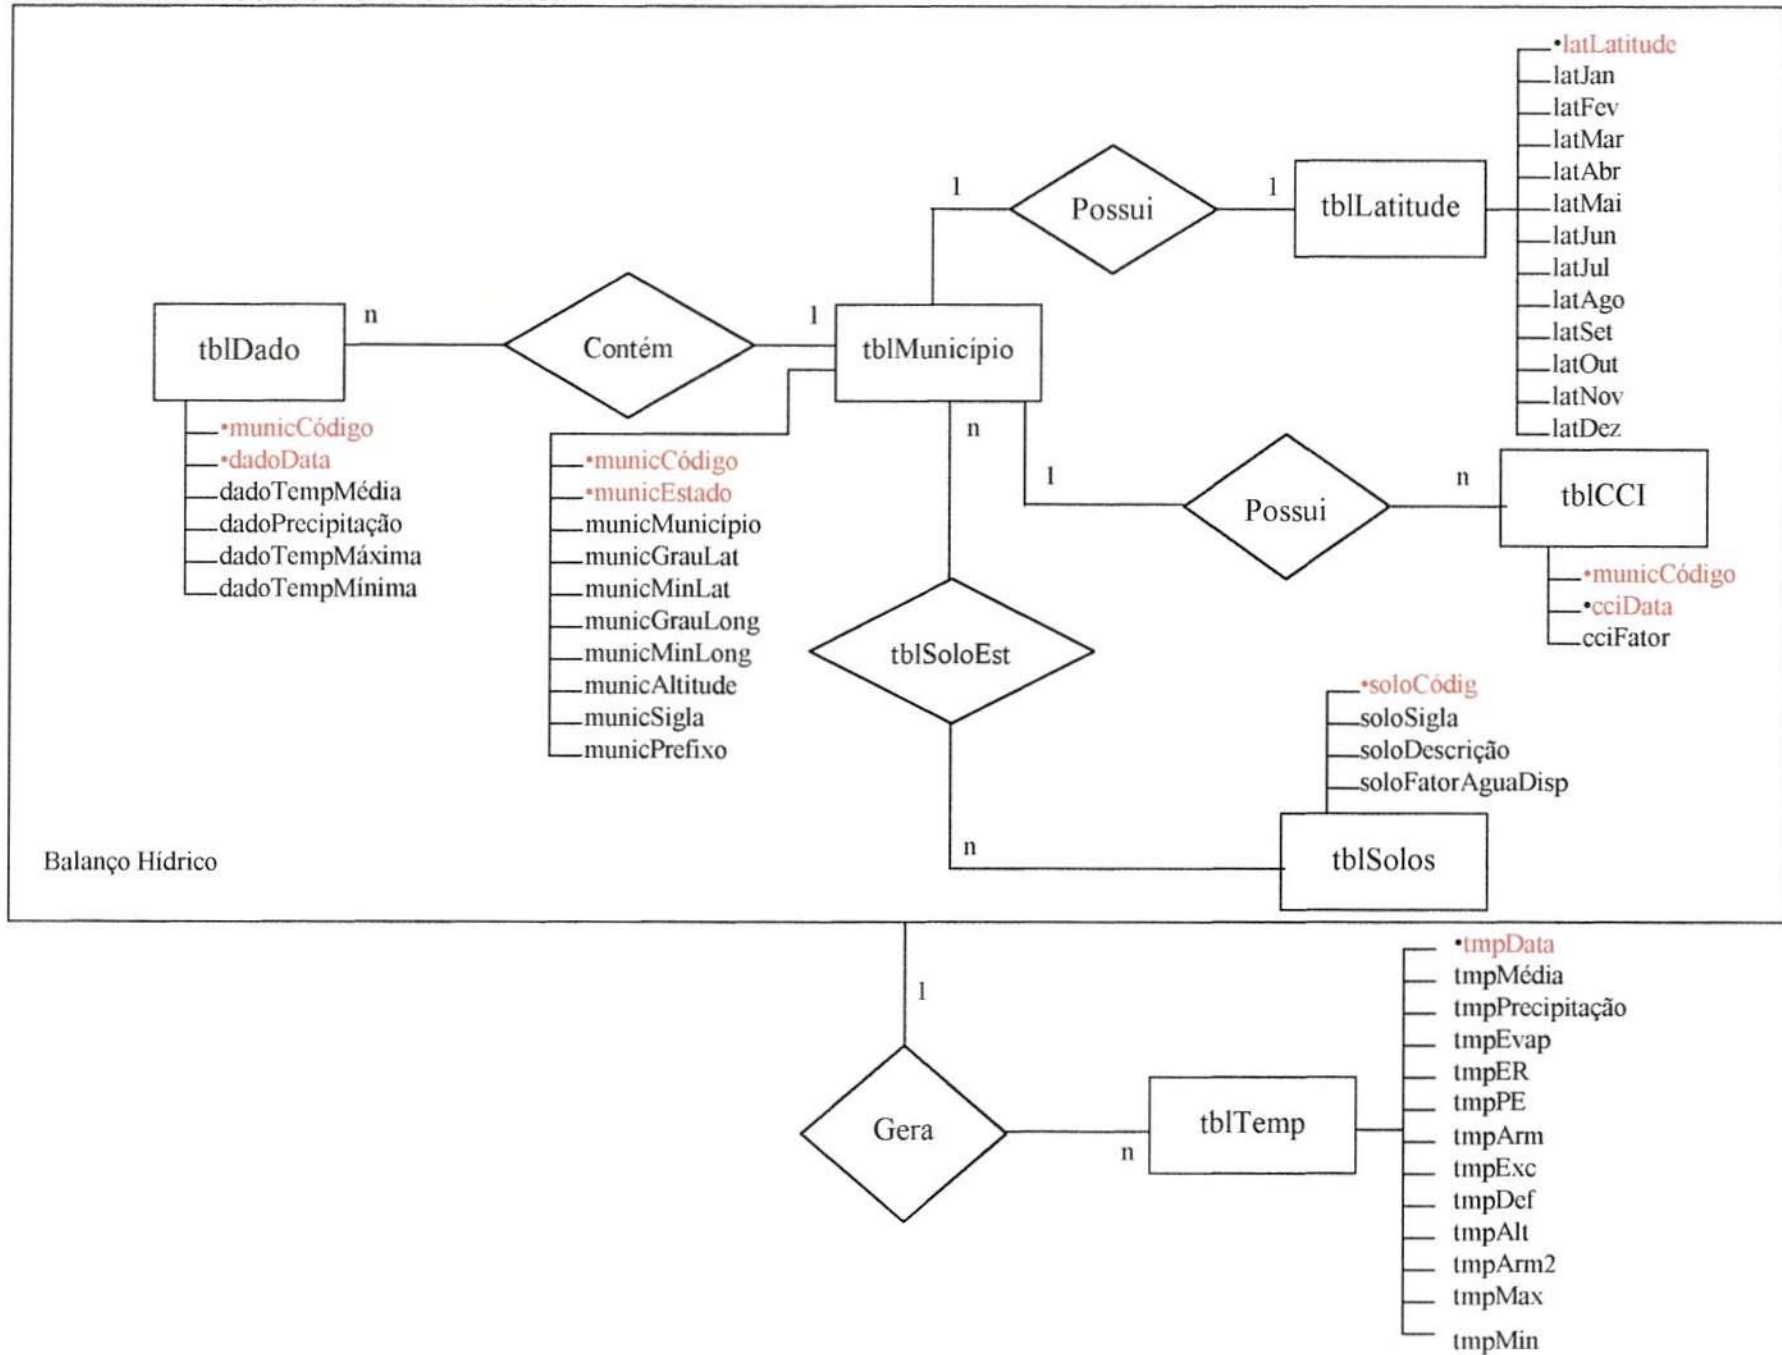 •latLatitude
latJan
latFev
latMar
latAbr
latMai
latJun
latJul
latAgo
latSet
latOut
latNov
latDez
1
Possui
1
tblLatitude
tblDado
n
Contém
1
tblMunicípio
•municCódigo
•dadoData
dadoTempMédia
dadoPrecipitação
dadoTempMáxima
dadoTempMínima
•municCódigo
•municEstado
municMunicípio
municGrauLat
municMinLat
municGrauLong
municMinLong
municAltitude
municSigla
municPrefixo
n
1
Possui
n
tblCCI
•municCódigo
•cciData
cciFator
tblSoloEst
•soloCódig
soloSigla
soloDescrição
soloFatorAguaDisp
n
tblSolos
Balanço Hídrico
1
Gera
n
tblTemp
•tmpData
tmpMédia
tmpPrecipitação
tmpEvap
tmpER
tmpPE
tmpArm
tmpExc
tmpDef
tmpAlt
tmpArm2
tmpMax
tmpMin